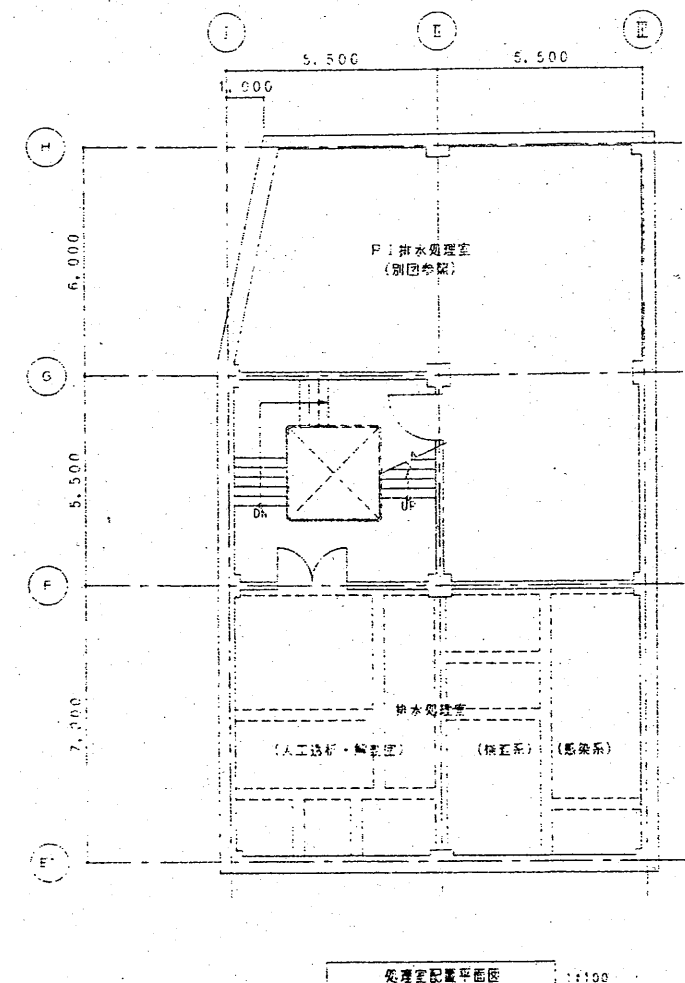 I
II
III
5,500
5,500
1,000
H
6,000
RI排水処理室
(別図参照)
G
5,500
DN
UP
F
7,000
排水処理室
(人工透析・解剖室)
(検査系)
(感染系)
E'
処理室配置平面図
1:100